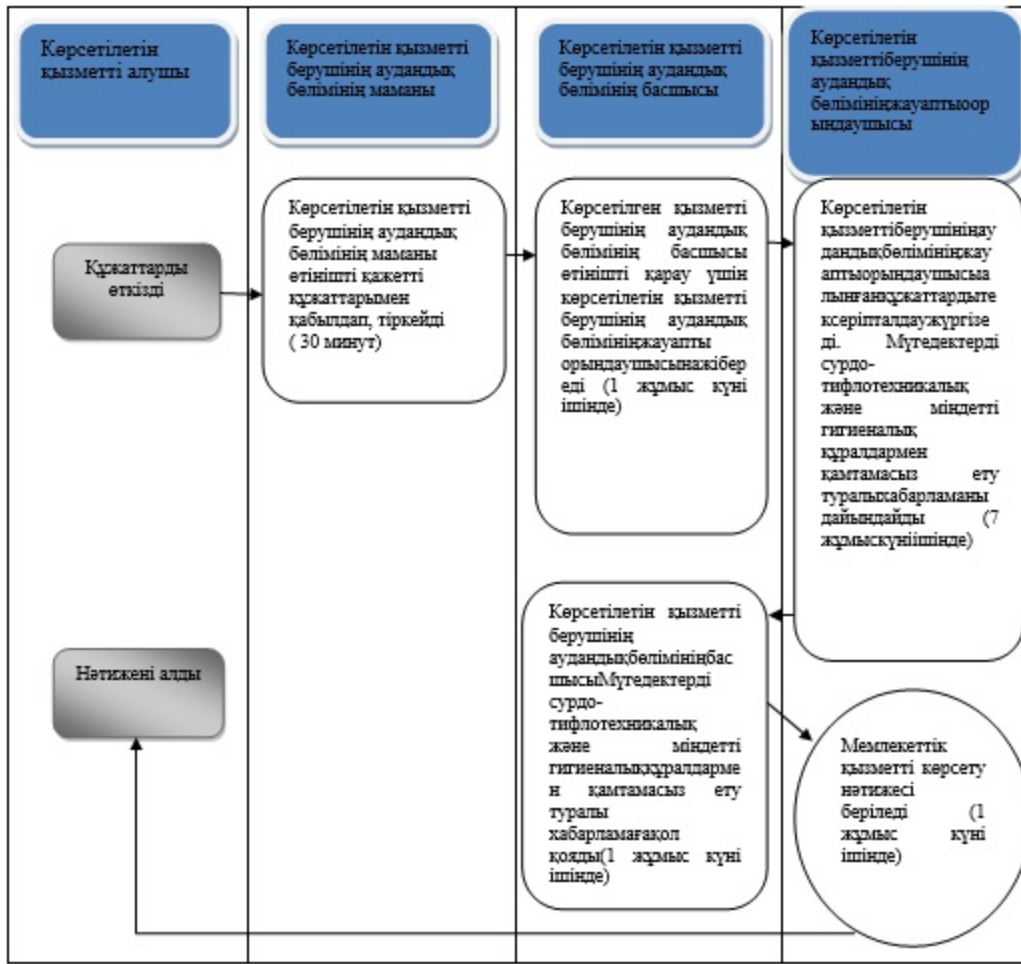 Көрсетілетін
қызметті алушы
Көрсетілетін қызметті
берушінің аудандық
бөлімінің маманы
Көрсетілетін қызметті
берушінің аудандық
бөлімінің басшысы
Көрсетілетін
қызметтіберушінің
аудандық
бөлімініңжауаптыоор
ындаушысы
Құжаттарды
өткізді
Көрсетілетін қызметті
берушінің аудандық
бөлімінің маманы
өтінішті қажетті
құжаттарымен
қабылдап, тіркейді
( 30 минут)
Көрсетілген қызметті
берушінің аудандық
бөлімінің басшысы
өтінішті қарау үшін
көрсетілетін қызметті
берушінің аудандық
бөлімініңжауапты
орындаушысынажібер
еді (1 жұмыс күні
ішінде)
Көрсетілетін
қызметтіберушініңау
дандықбөлімініңжау
аптыорындаушысыа
лынғанқұжаттардыте
ксеріпталдаужүргізе
ді. Мүгедектерді
сурдо-
тифлотехникалық
және міндетті
гигиеналық
құралдармен
қамтамасыз ету
туралыхабарламаны
дайындайды (7
жұмыскүніішінде)
Нәтижені алды
Көрсетілетін қызметті
берушінің
аудандықбөлімініңбас
шысыМүгедектерді
сурдо-
тифлотехникалық
және міндетті
гигиеналыққұралдарме
н қамтамасыз ету
туралы
хабарламағақол
қояды(1 жұмыс күні
ішінде)
Мемлекеттік
қызметті көрсету
нәтижесі
беріледі (1
жұмыс күні
ішінде)